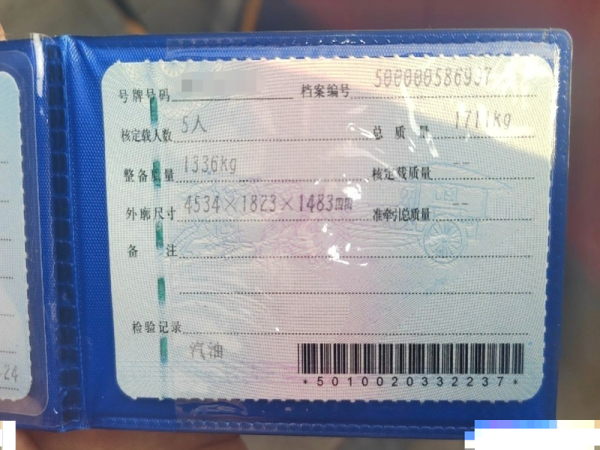 号牌号码 档案编号 500000586907
核定载人数 5人 总质量 1711kg
整备质量 1336kg 核定载质量 --
外廓尺寸 4534×1823×1483mm 准牵引总质量 --
备注
检验记录
汽油
*5010020332237*
24